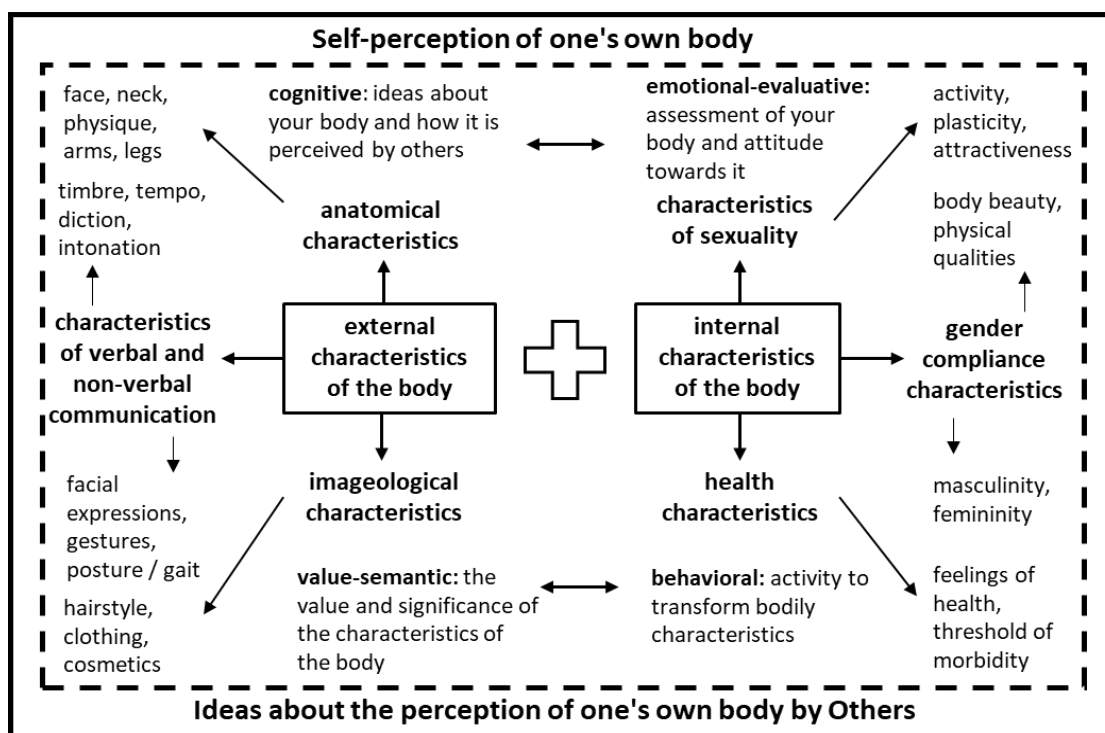 Self-perception of one's own body
face, neck,
physique,
arms, legs
cognitive: ideas about
your body and how it is
perceived by others
emotional-evaluative:
assessment of your
body and attitude
towards it
activity,
plasticity,
attractiveness
timbre, tempo,
diction,
intonation
anatomical
characteristics
characteristics
of sexuality
body beauty,
physical
qualities
characteristics
of verbal and
non-verbal
communication
external
characteristics
of the body
internal
characteristics
of the body
gender
compliance
characteristics
facial
expressions,
gestures,
posture / gait
imageological
characteristics
health
characteristics
masculinity,
femininity
hairstyle,
clothing,
cosmetics
value-semantic: the
value and significance of
the characteristics of
the body
behavioral: activity to
transform bodily
characteristics
feelings of
health,
threshold of
morbidity
Ideas about the perception of one's own body by Others